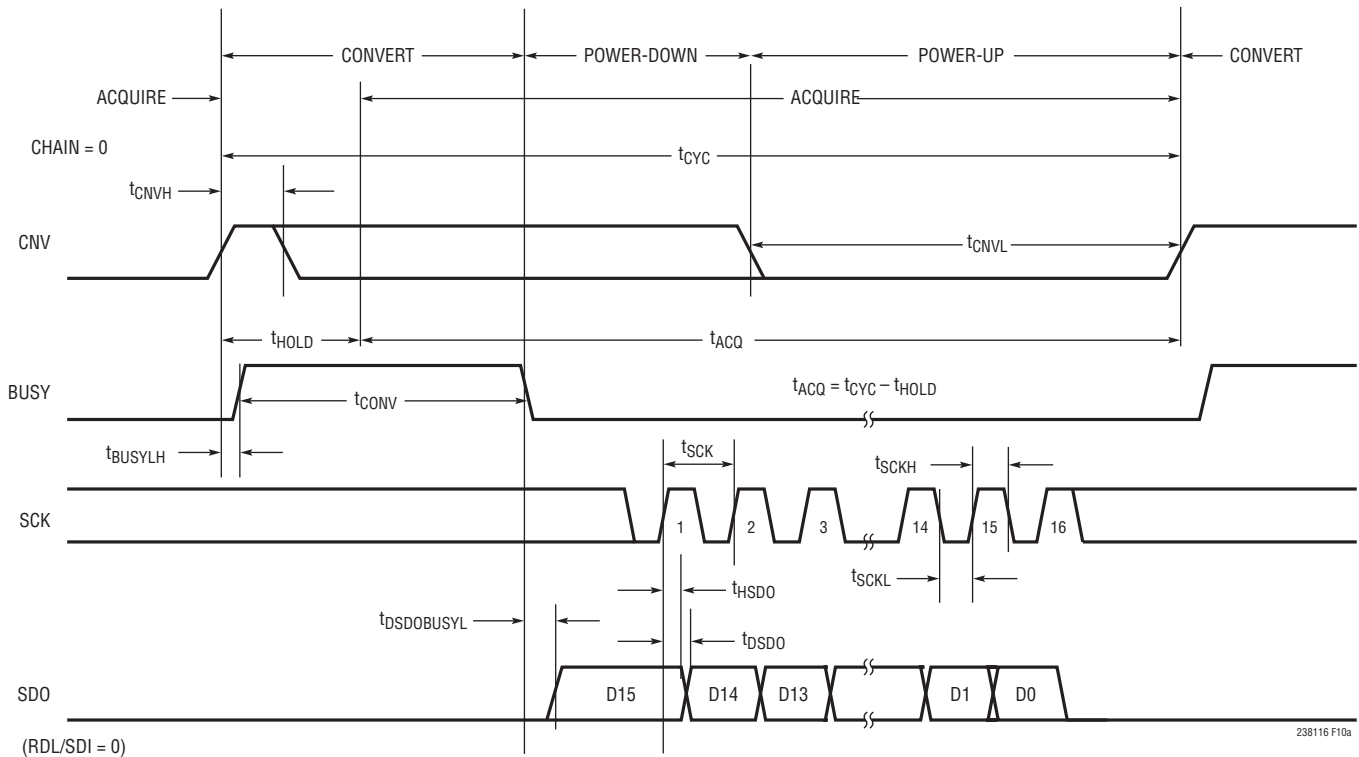 CONVERT POWER-DOWN POWER-UP CONVERT
ACQUIRE ACQUIRE
CHAIN = 0
tCYC
tCNVH
CNV
tCNVL
tHOLD tACQ
BUSY
tCONV
tACQ = tCYC – tHOLD
tBUSYLH
tSCK
tSCKH
SCK
1 2 3 14 15 16
tSCKL
tHSDO
tDSDOBUSYL
tDSDO
SDO
D15 D14 D13 D1 D0
238116 F10a
(RDL/SDI = 0)